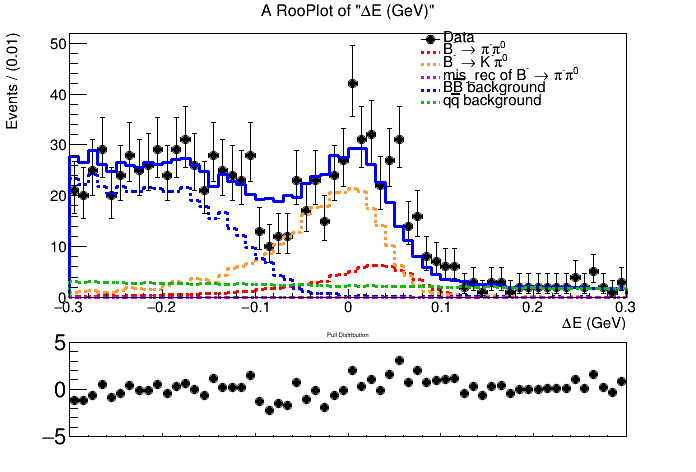 A RooPlot of "ΔE (GeV)"
Events / (0.01)
50
40
30
20
10
0
Data
B⁻ → π⁻π⁰
B⁻ → K⁻π⁰
mis_rec of B⁻ → π⁻π⁰
BB̄ background
qq̄ background
−0.3 −0.2 −0.1 0 0.1 0.2 0.3
ΔE (GeV)
Pull Distribution
5
0
−5